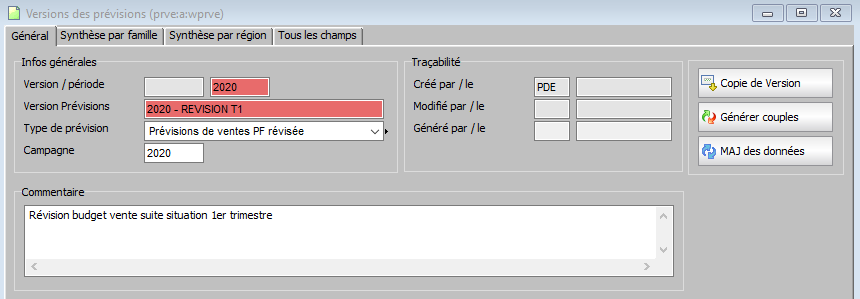 Versions des prévisions (prve:a:wprve)
Général Synthèse par famille Synthèse par région Tous les champs
Infos générales
Version / période 2020
Version Prévisions 2020 - REVISION T1
Type de prévision Prévisions de ventes PF révisée
Campagne 2020
Traçabilité
Créé par / le PDE
Modifié par / le
Généré par / le
Copie de Version
Générer couples
MAJ des données
Commentaire
Révision budget vente suite situation 1er trimestre